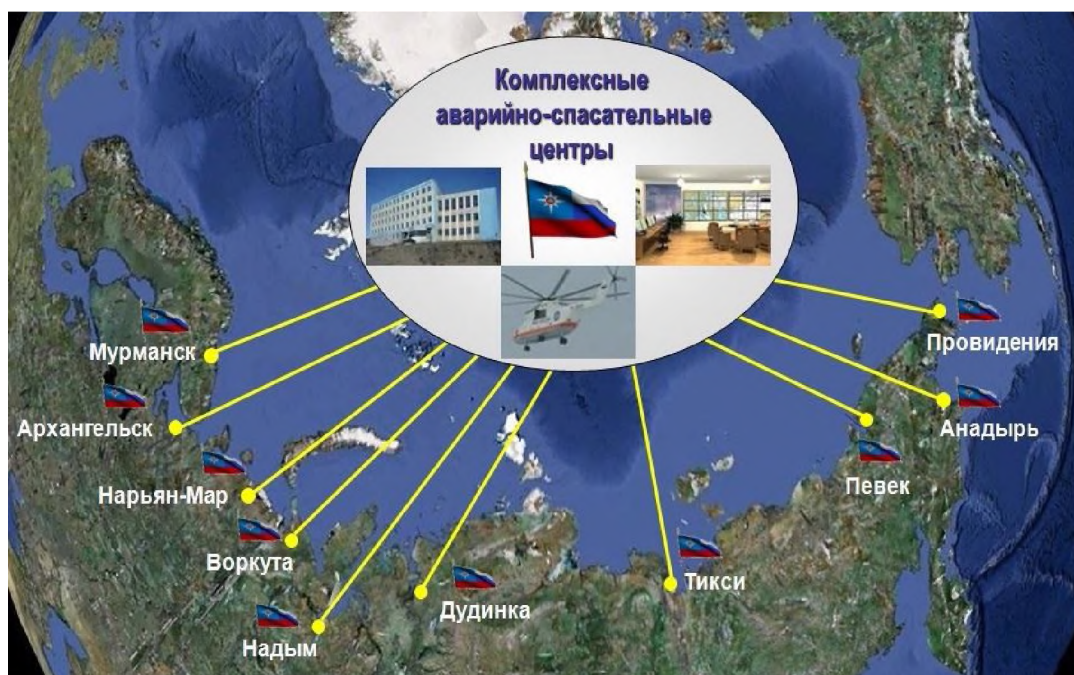 Комплексные
аварийно-спасательные
центры
Мурманск
Архангельск
Нарьян-Мар
Воркута
Надым
Дудинка
Тикси
Певек
Анадырь
Провидения